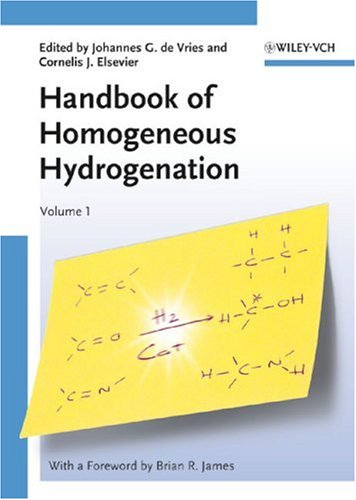 Edited by Johannes G. de Vries and
Cornelis J. Elsevier
WILEY-VCH
Handbook of
Homogeneous
Hydrogenation
Volume 1
H H
-C-C-
C=C
H2
C=O
Cat
H-C*-OH
C=N
H-C-N-H
With a Foreword by Brian R. James